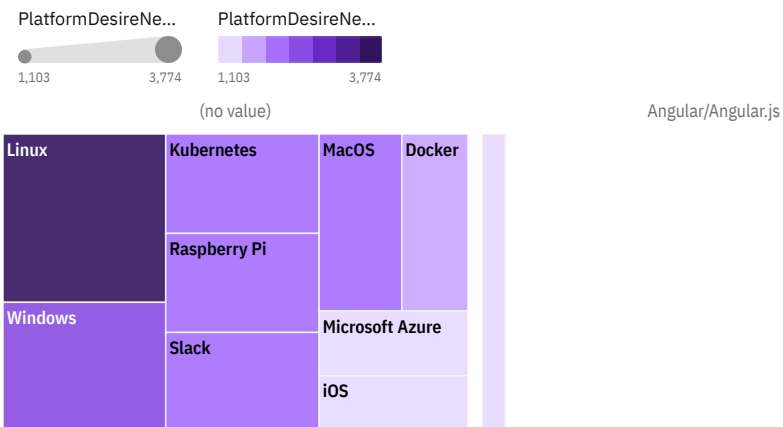 PlatformDesireNe... PlatformDesireNe...
1,103 3,774 1,103 3,774
(no value) Angular/Angular.js
Linux Kubernetes MacOS Docker
Raspberry Pi
Windows Microsoft Azure
Slack
iOS